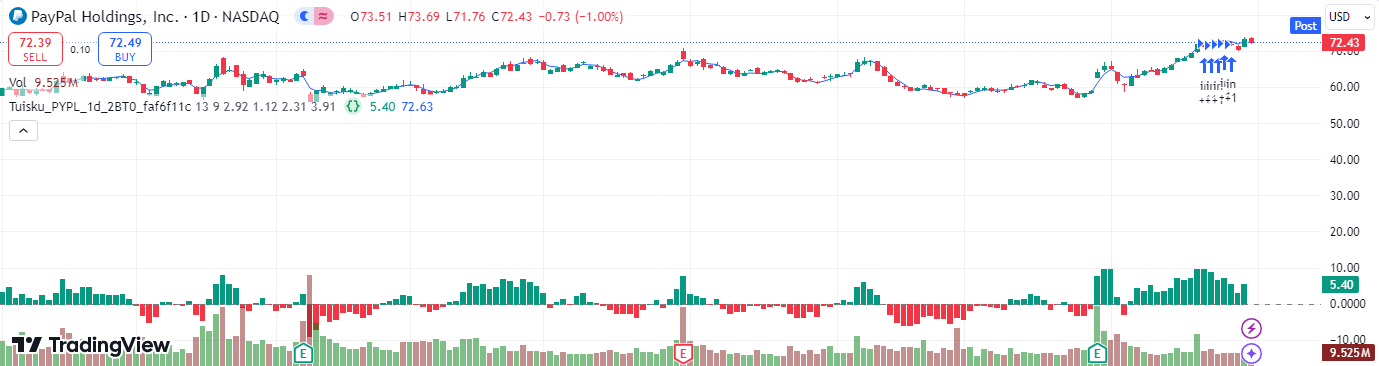 PayPal Holdings, Inc. · 1D · NASDAQ O73.51 H73.69 L71.76 C72.43 −0.73 (−1.00%)
USD
Post
72.39 SELL
0.10
72.49 BUY
72.43
70.00
Vol 9.525M
Tuisku_PYPL_1d_2BT0_faf6f11c 13 9 2.92 1.12 2.31 3.91 5.40 72.63
60.00
50.00
40.00
30.00
20.00
10.00
5.40
0.0000
−10.00
9.525M
E
E
E
TradingView